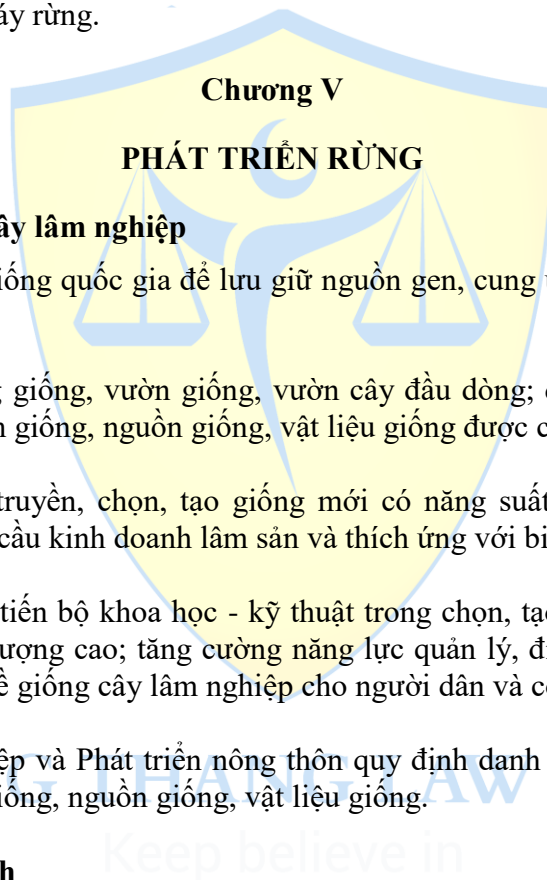 áy rừng.
Chương V
PHÁT TRIỂN RỪNG
ây lâm nghiệp
iống quốc gia để lưu giữ nguồn gen, cung
g giống, vườn giống, vườn cây đầu dòng;
n giống, nguồn giống, vật liệu giống được c
truyền, chọn, tạo giống mới có năng suất
cầu kinh doanh lâm sản và thích ứng với bi
tiến bộ khoa học - kỹ thuật trong chọn, tạ
ượng cao; tăng cường năng lực quản lý, đ
ề giống cây lâm nghiệp cho người dân và c
ệp và Phát triển nông thôn quy định danh
iống, nguồn giống, vật liệu giống.
G THANG LAW
Keep believe in
h